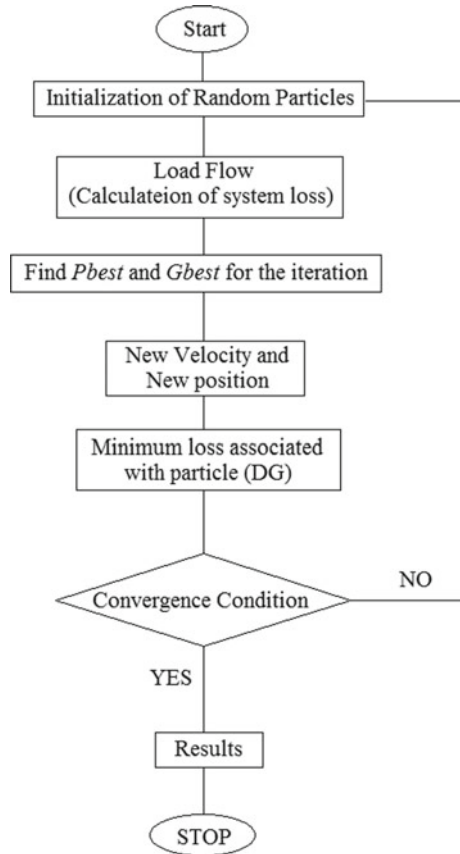 Start
Initialization of Random Particles
Load Flow
(Calculateion of system loss)
Find Pbest and Gbest for the iteration
New Velocity and
New position
Minimum loss associated
with particle (DG)
Convergence Condition
NO
YES
Results
STOP